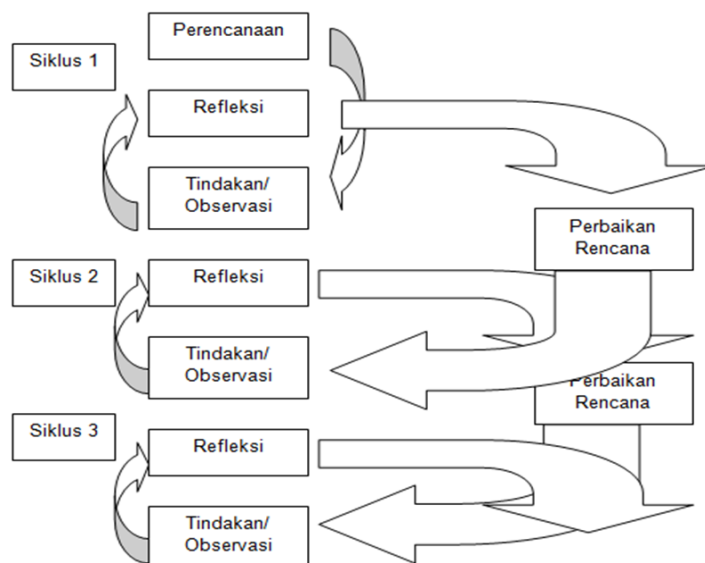 Perencanaan
Siklus 1
Refleksi
Tindakan/
Observasi
Perbaikan
Rencana
Siklus 2
Refleksi
Tindakan/
Observasi
Perbaikan
Rencana
Siklus 3
Refleksi
Tindakan/
Observasi